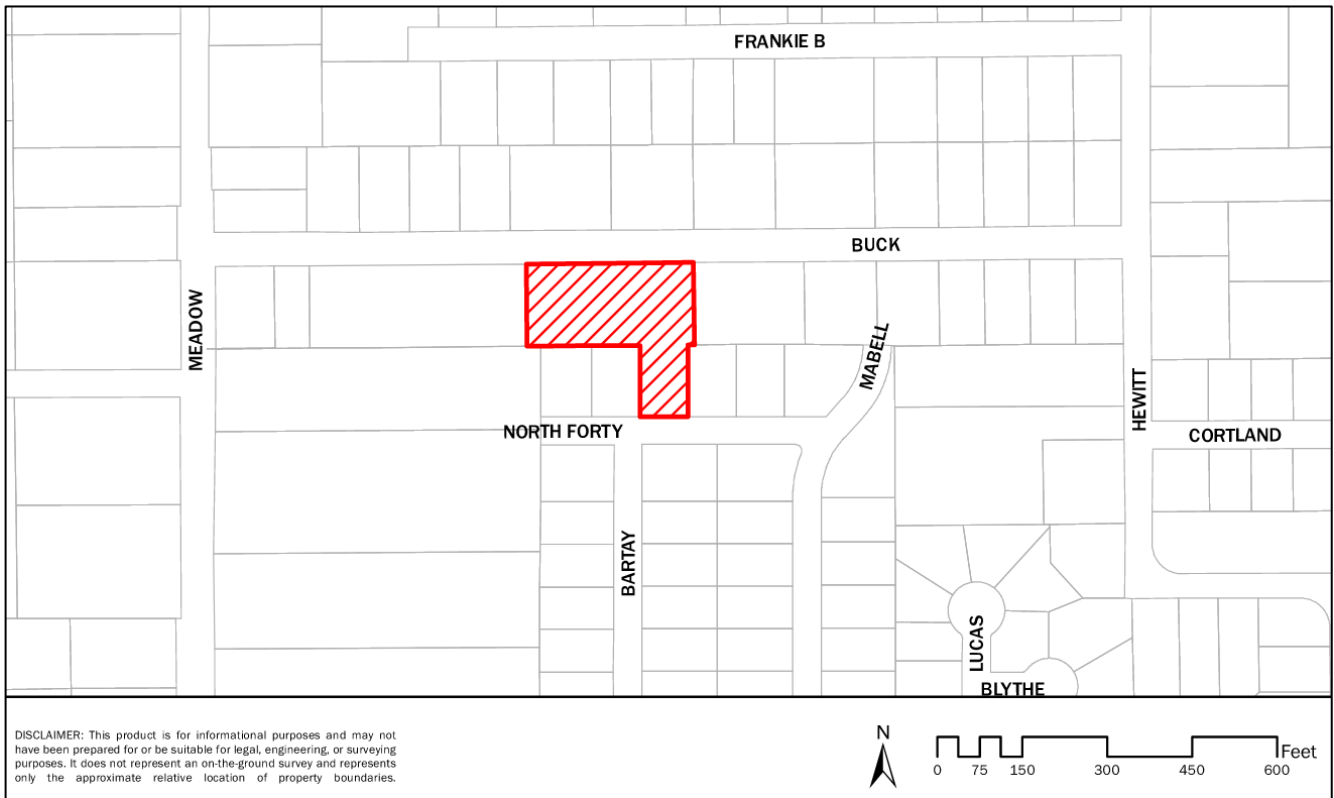 FRANKIE B
BUCK
MEADOW
MABELL
HEWITT
NORTH FORTY
CORTLAND
BARTAY
LUCAS
BLYTHE
DISCLAIMER: This product is for informational purposes and may not
have been prepared for or be suitable for legal, engineering, or surveying
purposes. It does not represent an on-the-ground survey and represents
only the approximate relative location of property boundaries.
N
Feet
0 75 150 300 450 600